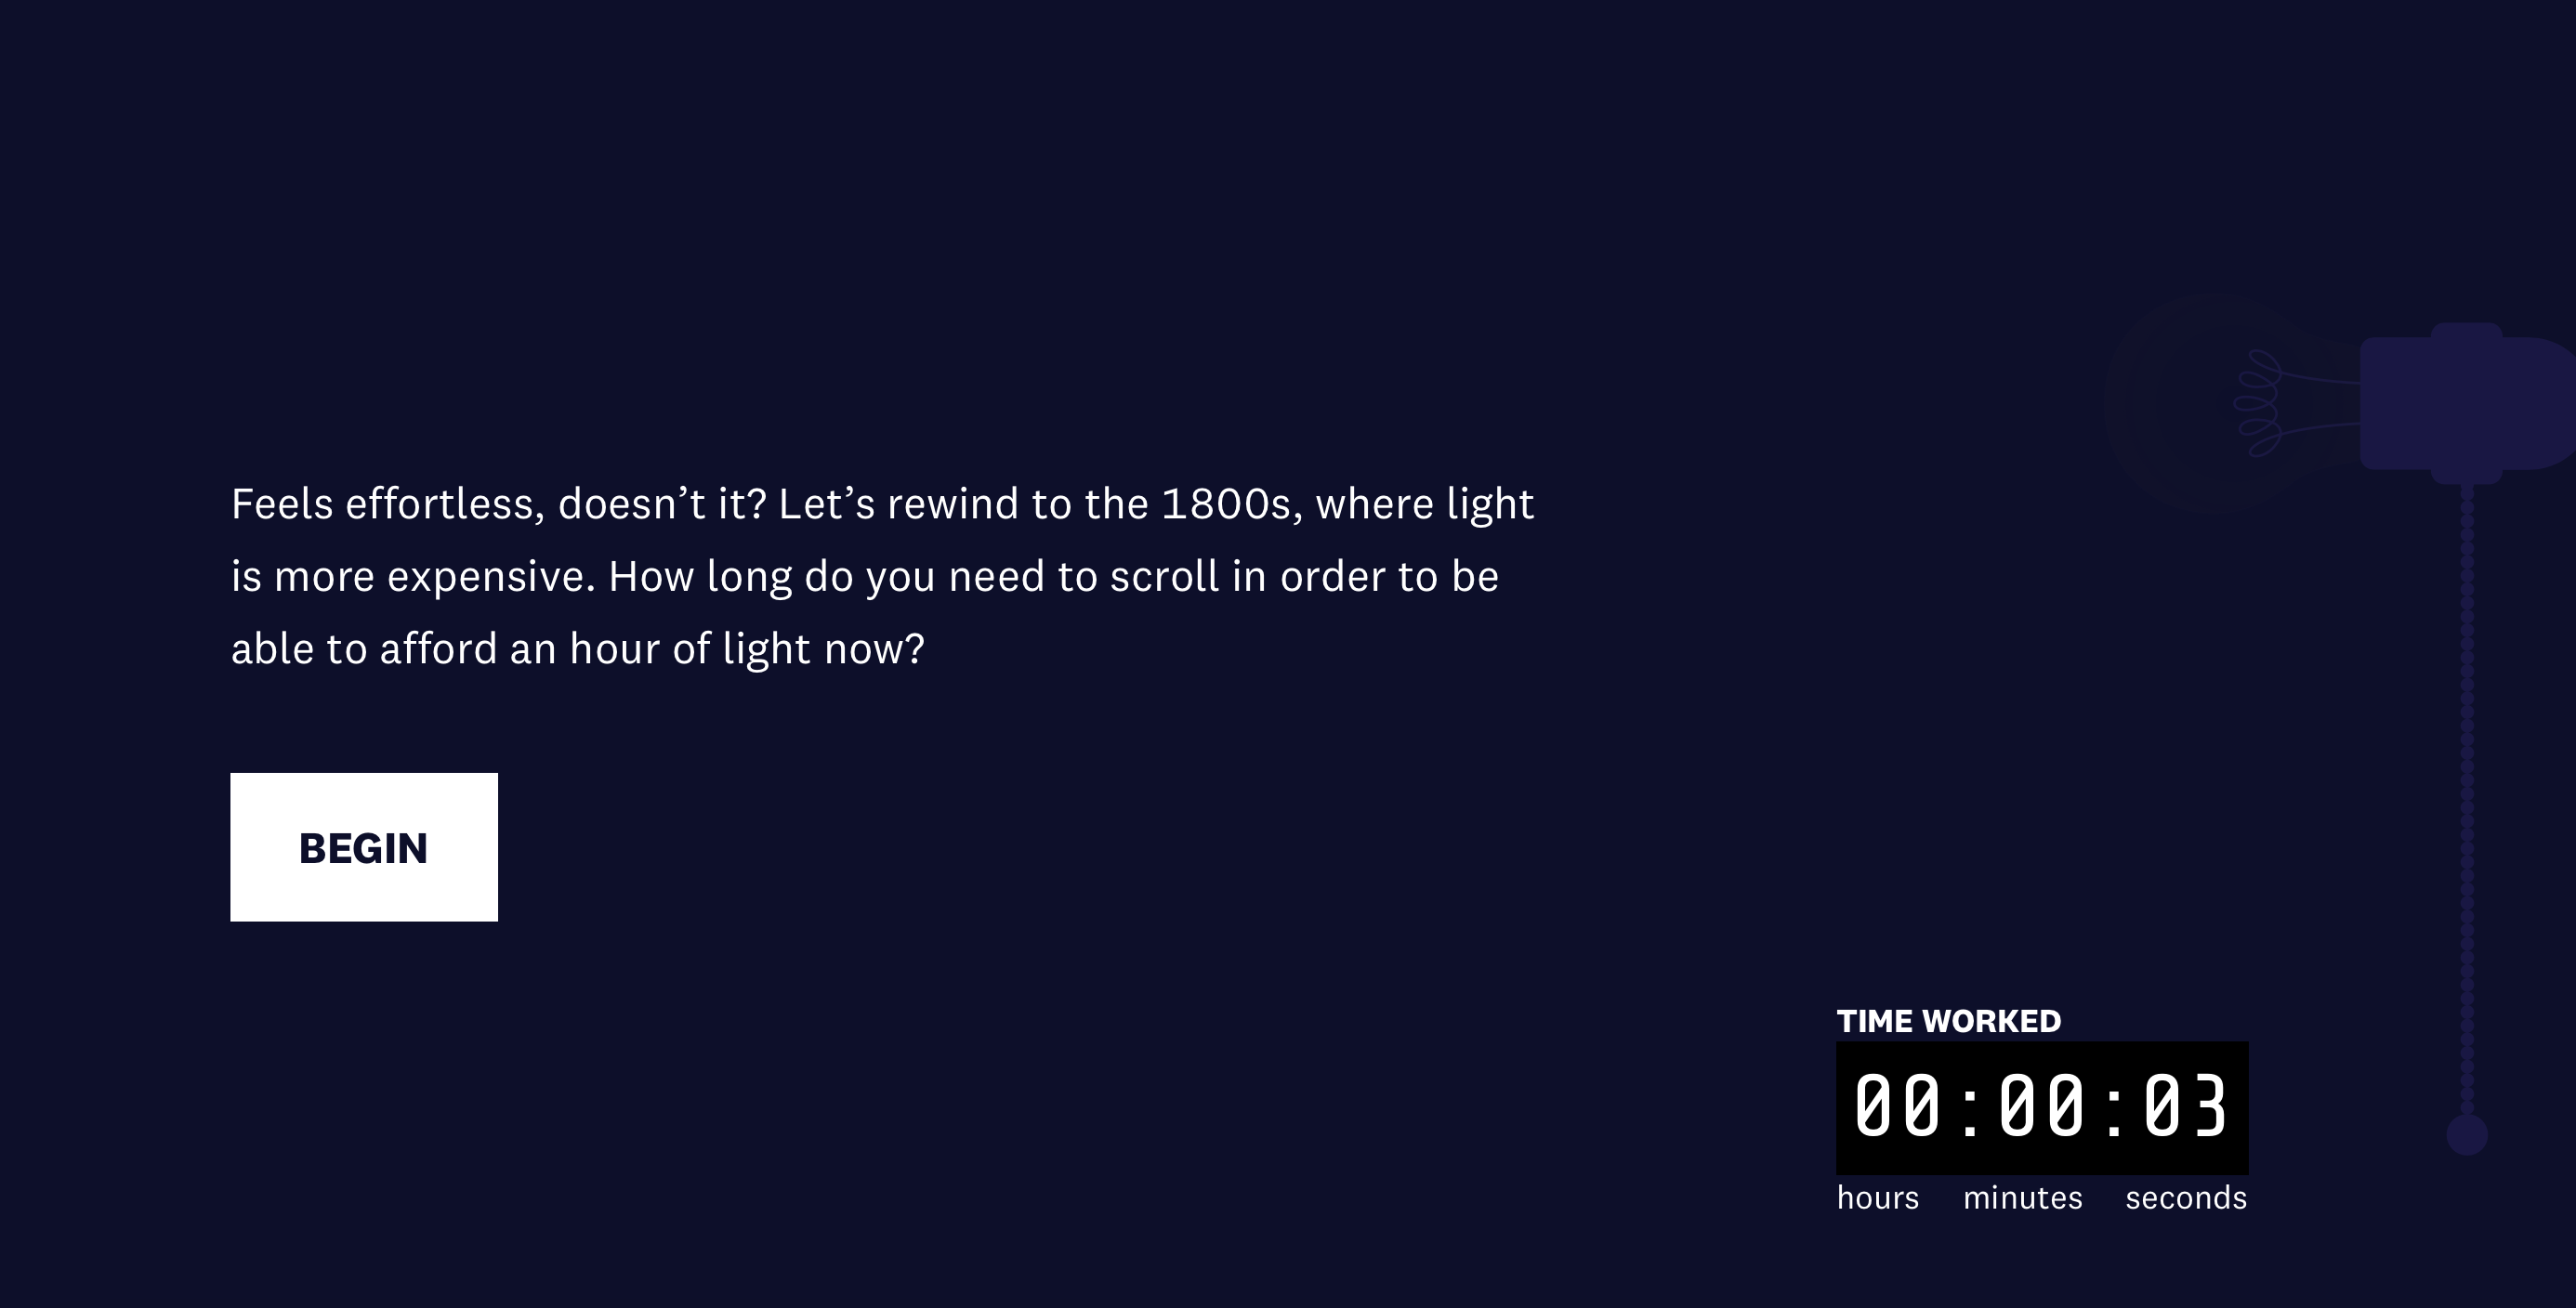 Feels effortless, doesn’t it? Let’s rewind to the 1800s, where light
is more expensive. How long do you need to scroll in order to be
able to afford an hour of light now?
BEGIN
TIME WORKED
00:00:03
hours minutes seconds